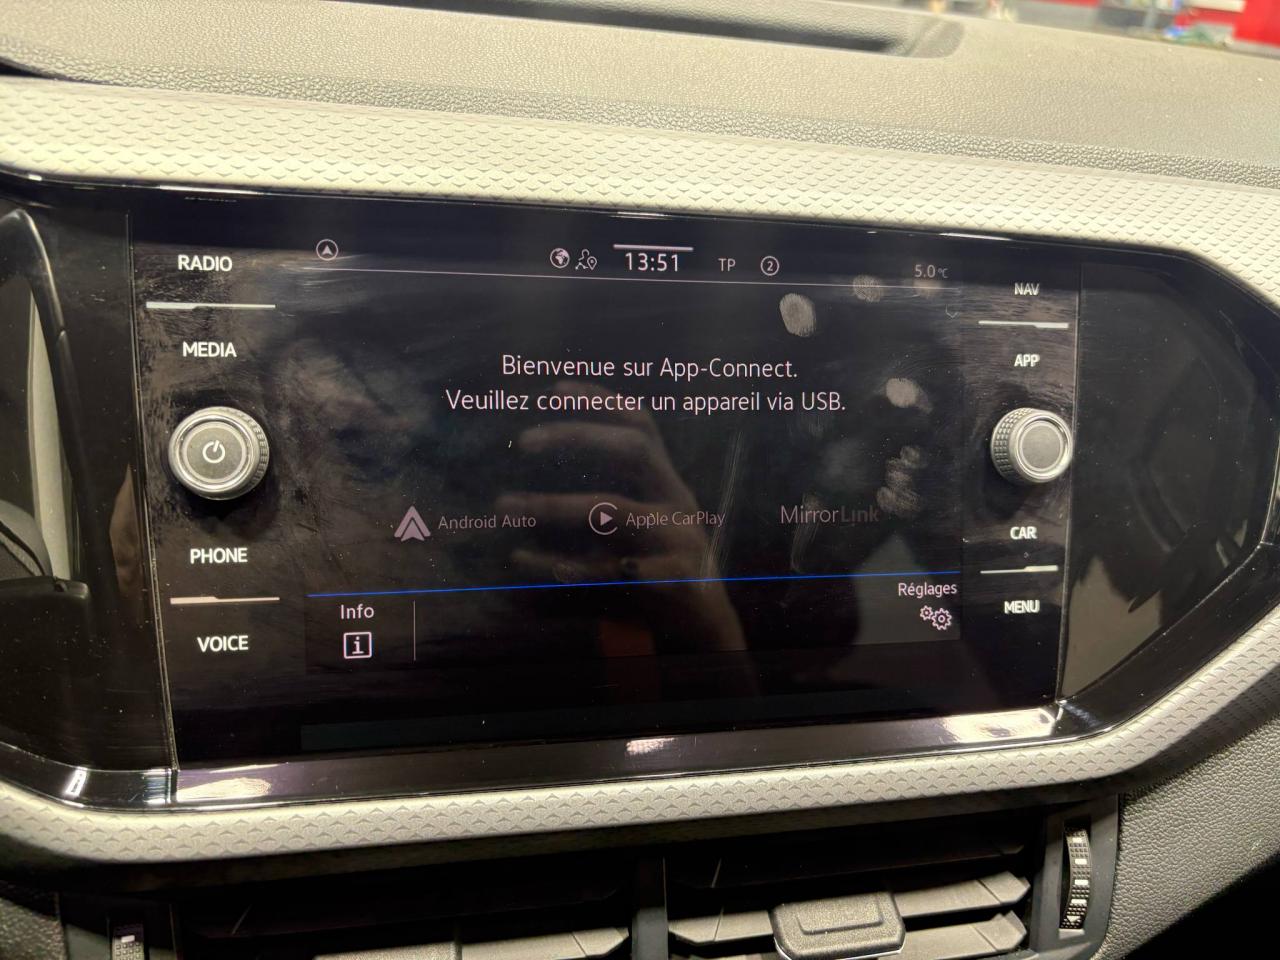 RADIO
13:51
TP
2
5.0°C
NAV
MEDIA
APP
Bienvenue sur App-Connect.
Veuillez connecter un appareil via USB.
Android Auto
Apple CarPlay
MirrorLink
PHONE
CAR
Info
Réglages
MENU
VOICE